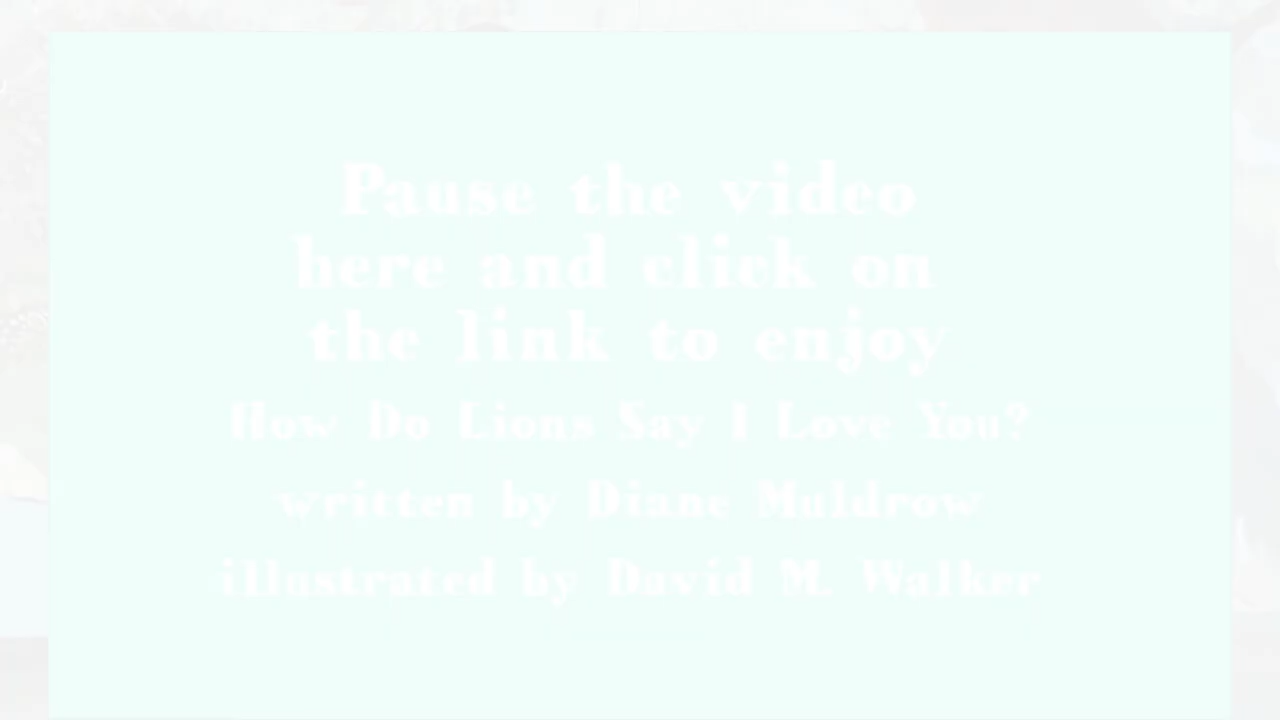 Pause the video
here and click on
the link to enjoy
How Do Lions Say I Love You?
written by Diane Muldrow
illustrated by David M. Walker